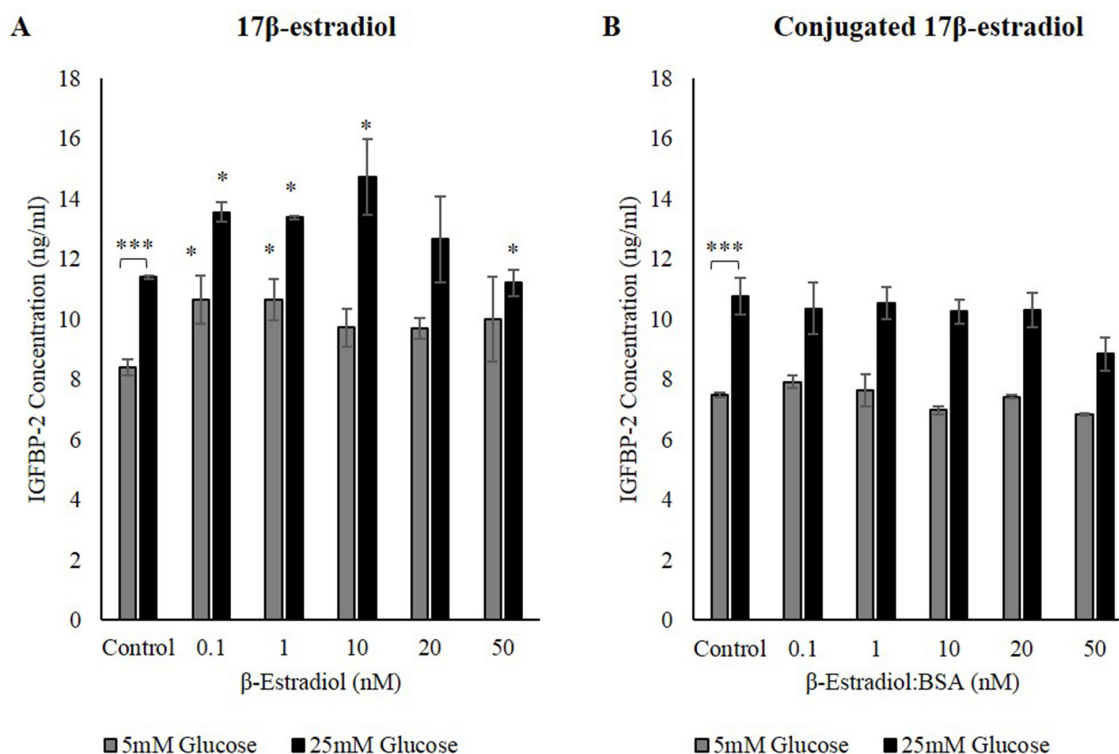 A
17β-estradiol
IGFBP-2 Concentration (ng/ml)
18
16
14
12
10
8
6
4
2
0
***
*
*
*
*
*
*
Control 0.1 1 10 20 50
β-Estradiol (nM)
5mM Glucose 25mM Glucose
B
Conjugated 17β-estradiol
IGFBP-2 Concentration (ng/ml)
18
16
14
12
10
8
6
4
2
0
***
Control 0.1 1 10 20 50
β-Estradiol:BSA (nM)
5mM Glucose 25mM Glucose